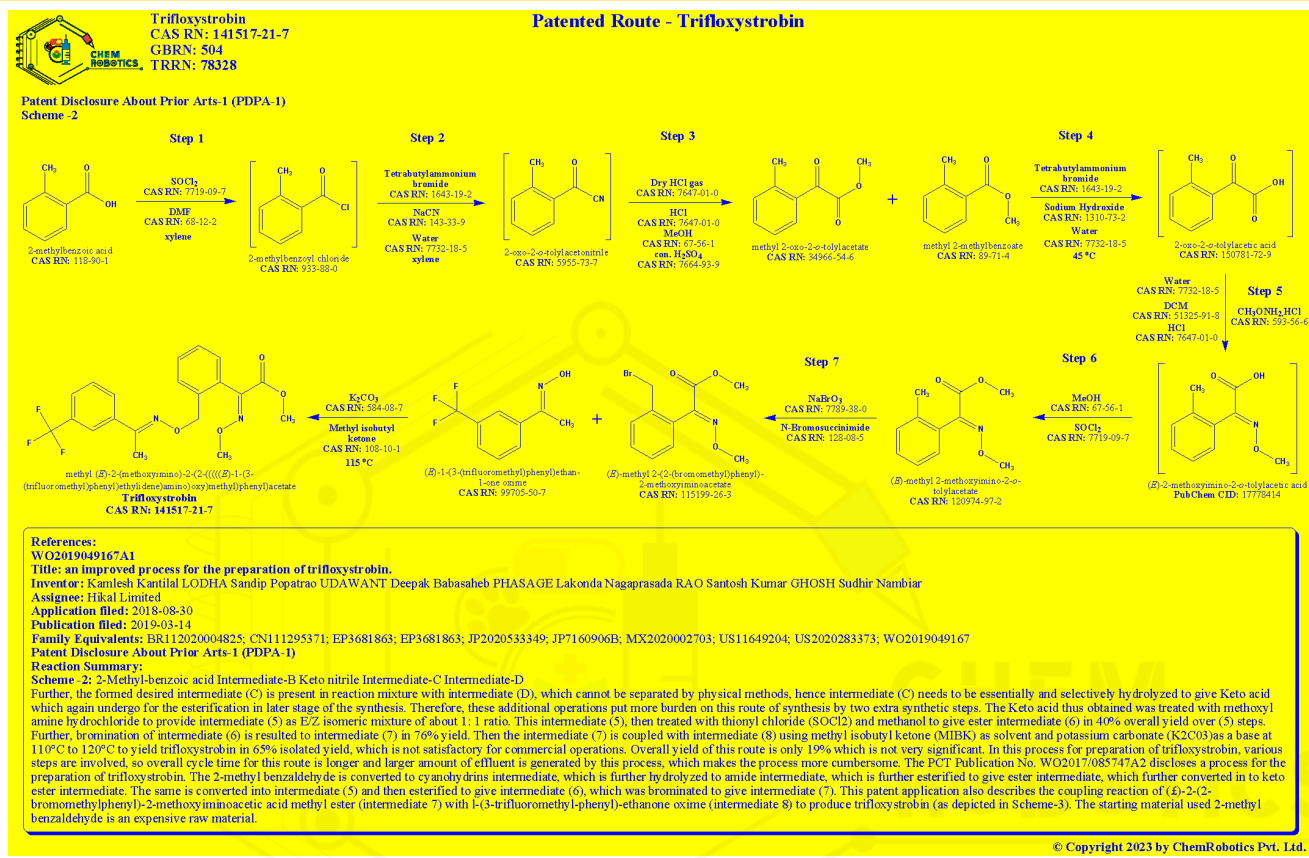 Trifloxystrobin
CAS RN: 141517-21-7
GBRN: 504
TRRN: 78328
CHEM
ROBOTICS
Patented Route - Trifloxystrobin
Patent Disclosure About Prior Arts-1 (PDPA-1)
Scheme -2
Step 1
CH3
O
OH
2-methylbenzoic acid
CAS RN: 118-90-1
SOCl2
CAS RN: 7719-09-7
DMF
CAS RN: 68-12-2
xylene
CH3
O
Cl
2-methylbenzoyl chloride
CAS RN: 933-88-0
Step 2
Tetrabutylammonium
bromide
CAS RN: 1643-19-2
NaCN
CAS RN: 143-33-9
Water
CAS RN: 7732-18-5
xylene
CH3
O
CN
2-oxo-2-o-tolylacetonitrile
CAS RN: 5955-73-7
Step 3
Dry HCl gas
CAS RN: 7647-01-0
HCl
CAS RN: 7647-01-0
MeOH
CAS RN: 67-56-1
con. H2SO4
CAS RN: 7664-93-9
CH3
O
CH3
O
O
methyl 2-oxo-2-o-tolylacetate
CAS RN: 34966-54-6
+
CH3
O
O
CH3
methyl 2-methylbenzoate
CAS RN: 89-71-4
Step 4
Tetrabutylammonium
bromide
CAS RN: 1643-19-2
Sodium Hydroxide
CAS RN: 1310-73-2
Water
CAS RN: 7732-18-5
45 °C
CH3
O
OH
O
2-oxo-2-o-tolylacetic acid
CAS RN: 150781-72-9
Water
CAS RN: 7732-18-5
DCM
CAS RN: 51325-91-8
HCl
CAS RN: 7647-01-0
Step 5
CH3ONH2.HCl
CAS RN: 593-56-6
O
OH
CH3
N
O
CH3
(E)-2-methoxyimino-2-o-tolylacetic acid
PubChem CID: 17778414
Step 6
MeOH
CAS RN: 67-56-1
SOCl2
CAS RN: 7719-09-7
O
O
CH3
CH3
N
O
CH3
(E)-methyl 2-methoxyimino-2-o-
tolylacetate
CAS RN: 120974-97-2
Step 7
NaBrO3
CAS RN: 7789-38-0
N-Bromosuccinimide
CAS RN: 128-08-5
Br
O
O
CH3
N
O
CH3
(E)-methyl 2-(2-(bromomethyl)phenyl)-
2-methoxyiminoacetate
CAS RN: 115199-26-3
+
F
F
F
N
OH
CH3
(E)-1-(3-(trifluoromethyl)phenyl)ethan-
1-one oxime
CAS RN: 99705-50-7
K2CO3
CAS RN: 584-08-7
Methyl isobutyl
ketone
CAS RN: 108-10-1
115 °C
F
F
F
CH3
N
O
O
O
CH3
N
O
CH3
methyl (E)-2-(methoxyimino)-2-(2-(((((E)-1-(3-
(trifluoromethyl)phenyl)ethylidene)amino)oxy)methyl)phenyl)acetate
Trifloxystrobin
CAS RN: 141517-21-7
References:
WO2019049167A1
Title: an improved process for the preparation of trifloxystrobin.
Inventor: Kamlesh Kantilal LODHA Sandip Popatrao UDAWANT Deepak Babasaheb PHASAGE Lakonda Nagaprasada RAO Santosh Kumar GHOSH Sudhir Nambiar
Assignee: Hikal Limited
Application filed: 2018-08-30
Publication filed: 2019-03-14
Family Equivalents: BR112020004825; CN111295371; EP3681863; EP3681863; JP2020533349; JP7160906B; MX2020002703; US11649204; US2020283373; WO2019049167
Patent Disclosure About Prior Arts-1 (PDPA-1)
Reaction Summary:
Scheme -2: 2-Methyl-benzoic acid Intermediate-B Keto nitrile Intermediate-C Intermediate-D
Further, the formed desired intermediate (C) is present in reaction mixture with intermediate (D), which cannot be separated by physical methods, hence intermediate (C) needs to be essentially and selectively hydrolyzed to give Keto acid
which again undergo for the esterification in later stage of the synthesis. Therefore, these additional operations put more burden on this route of synthesis by two extra synthetic steps. The Keto acid thus obtained was treated with methoxyl
amine hydrochloride to provide intermediate (5) as E/Z isomeric mixture of about 1: 1 ratio. This intermediate (5), then treated with thionyl chloride (SOCl2) and methanol to give ester intermediate (6) in 40% overall yield over (5) steps.
Further, bromination of intermediate (6) is resulted to intermediate (7) in 76% yield. Then the intermediate (7) is coupled with intermediate (8) using methyl isobutyl ketone (MIBK) as solvent and potassium carbonate (K2C03)as a base at
110°C to 120°C to yield trifloxystrobin in 65% isolated yield, which is not satisfactory for commercial operations. Overall yield of this route is only 19% which is not very significant. In this process for preparation of trifloxystrobin, various
steps are involved, so overall cycle time for this route is longer and larger amount of effluent is generated by this process, which makes the process more cumbersome. The PCT Publication No. WO2017/085747A2 discloses a process for the
preparation of trifloxystrobin. The 2-methyl benzaldehyde is converted to cyanohydrins intermediate, which is further hydrolyzed to amide intermediate, which is further esterified to give ester intermediate, which further converted in to keto
ester intermediate. The same is converted into intermediate (5) and then esterified to give intermediate (6), which was brominated to give intermediate (7). This patent application also describes the coupling reaction of (£)-2-(2-
bromomethylphenyl)-2-methoxyiminoacetic acid methyl ester (intermediate 7) with l-(3-trifluoromethyl-phenyl)-ethanone oxime (intermediate 8) to produce trifloxystrobin (as depicted in Scheme-3). The starting material used 2-methyl
benzaldehyde is an expensive raw material.
© Copyright 2023 by ChemRobotics Pvt. Ltd.